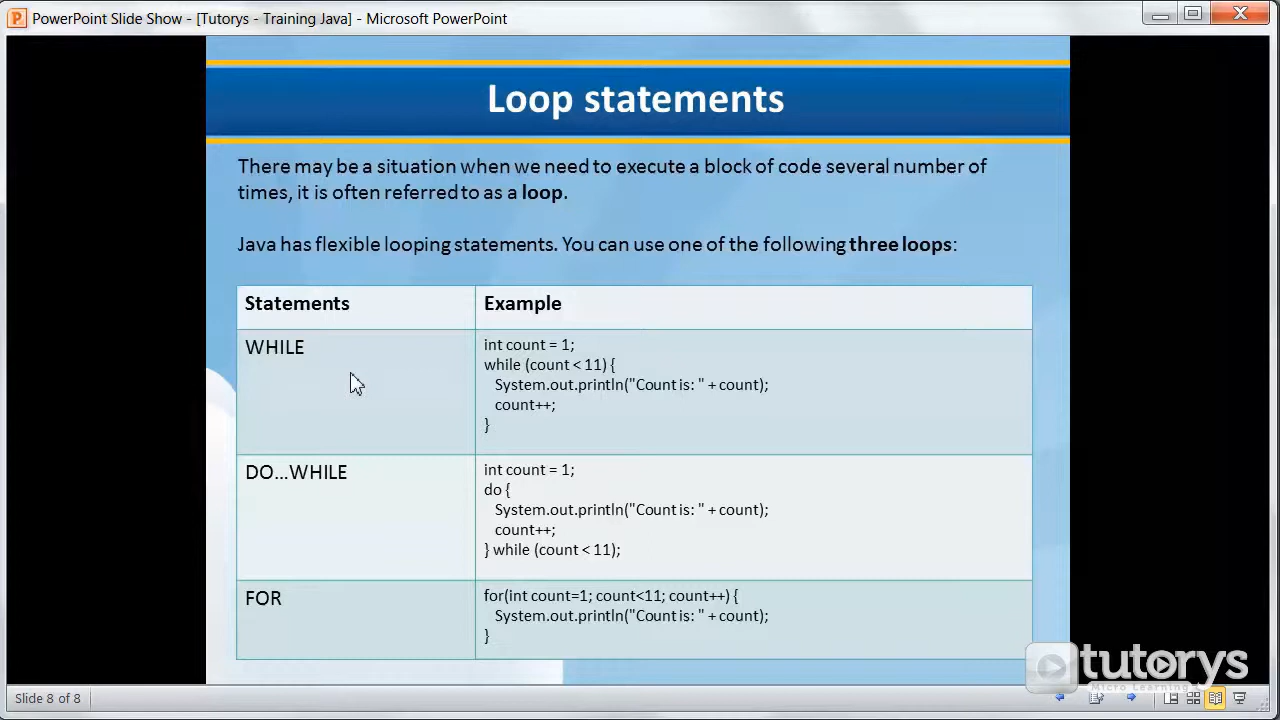 PowerPoint Slide Show - [Tutorys - Training Java] - Microsoft PowerPoint
Loop statements
There may be a situation when we need to execute a block of code several number of
times, it is often referred to as a loop.
Java has flexible looping statements. You can use one of the following three loops:
Statements
Example
WHILE
int count = 1;
while (count < 11) {
System.out.println("Count is: " + count);
count++;
}
DO...WHILE
int count = 1;
do {
System.out.println("Count is: " + count);
count++;
} while (count < 11);
FOR
for(int count=1; count<11; count++) {
System.out.println("Count is: " + count);
}
tutorys
Micro Learning
Slide 8 of 8